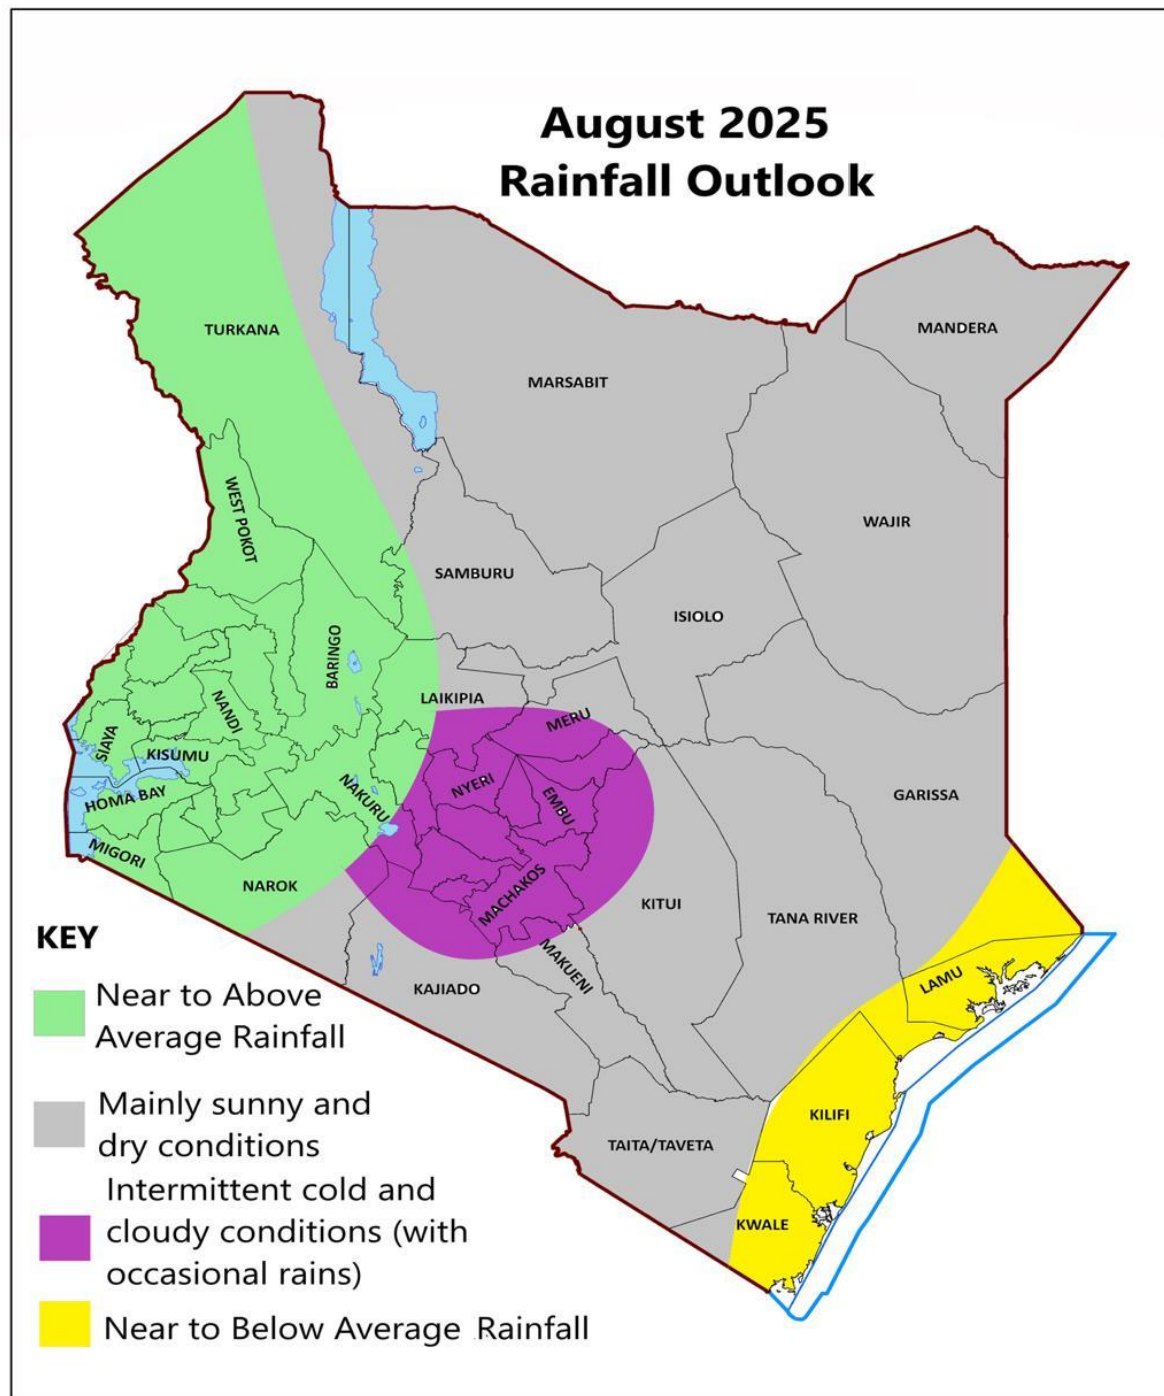 August 2025
Rainfall Outlook
TURKANA
MANDERA
MARSABIT
WEST POKOT
WAJIR
SAMBURU
ISIOLO
BARINGO
LAIKIPIA
NANDI
MERU
SIAYA
KISUMU
NYERI
NAKURU
EMBU
HOMA BAY
GARISSA
MIGORI
NAROK
MACHAKOS
KITUI
TANA RIVER
MAKUENI
KAJIADO
LAMU
KILIFI
TAITA/TAVETA
KWALE
KEY
Near to Above
Average Rainfall
Mainly sunny and
dry conditions
Intermittent cold and
cloudy conditions (with
occasional rains)
Near to Below Average Rainfall